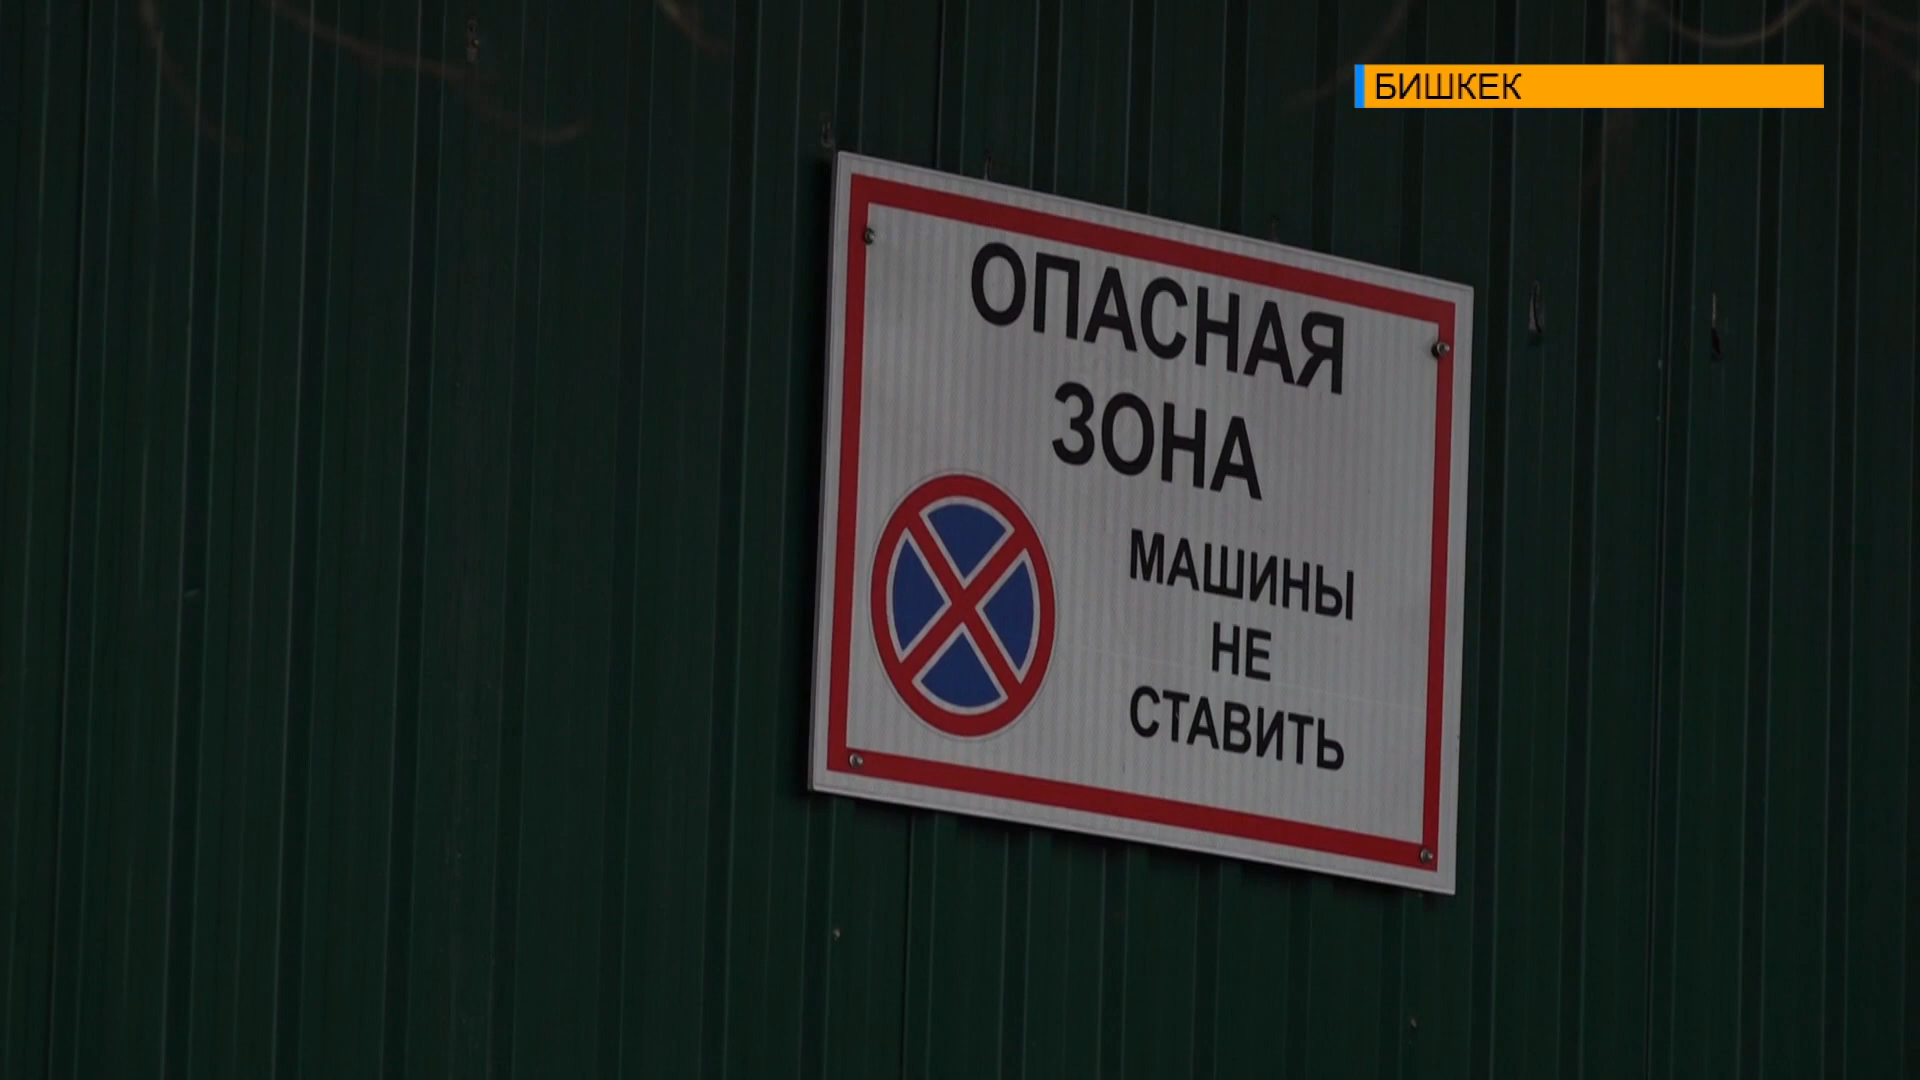 БИШКЕК
ОПАСНАЯ
ЗОНА
МАШИНЫ
НЕ
СТАВИТЬ